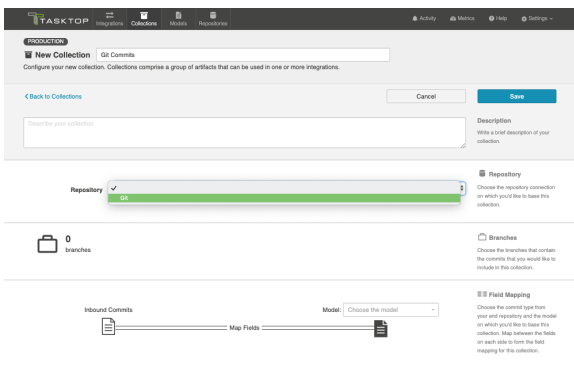 TASKTOP
Integrations
Collections
Models
Repositories
Activity
Metrics
Help
Settings
PRODUCTION
New Collection
Git Commits
Configure your new collection. Collections comprise a group of artifacts that can be used in one or more integrations.
Back to Collections
Cancel
Save
Describe your collection
Description
Write a brief description of your
collection.
Repository
Git
Repository
Choose the repository connection
on which you'd like to base this
collection.
0
branches
Branches
Choose the branches that contain
the commits that you would like to
include in this collection.
Inbound Commits
Model:
Choose the model
Map Fields
Field Mapping
Choose the commit type from
your end repository and the model
on which you'd like to base this
collection. Map between the fields
on each side to form the field
mapping for this collection.